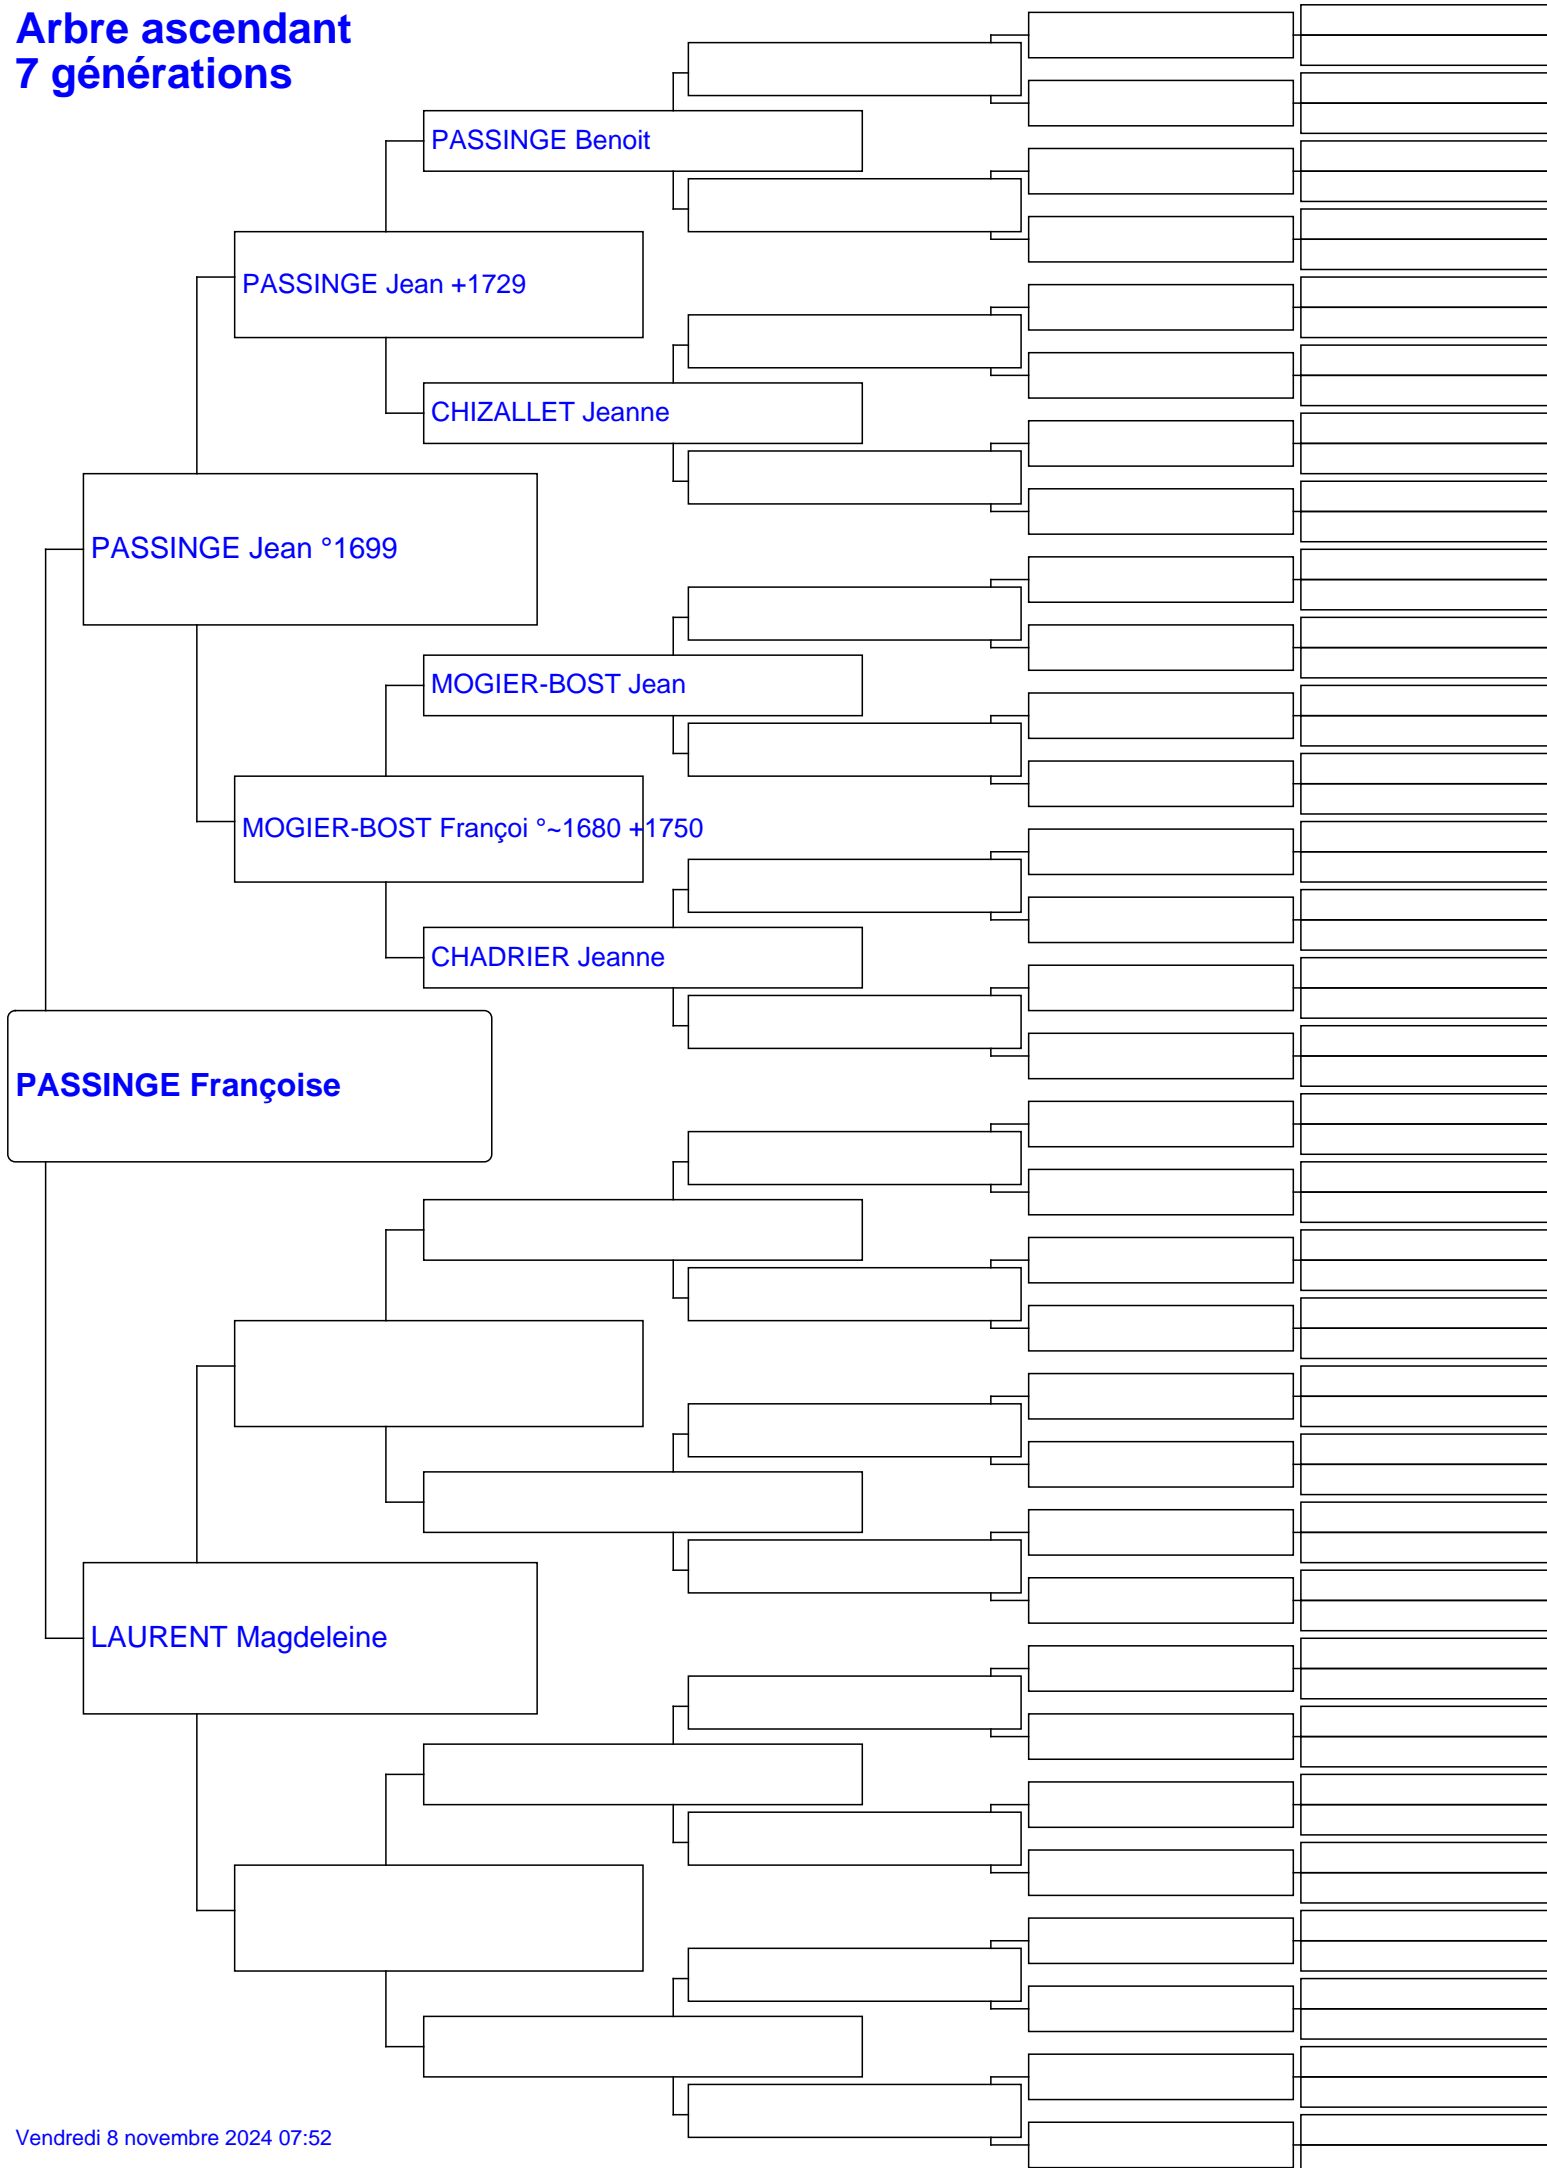 Arbre ascendant
7 générations
PASSINGE Benoit
PASSINGE Jean +1729
CHIZALLET Jeanne
PASSINGE Jean °1699
MOGIER-BOST Jean
MOGIER-BOST Françoi °~1680 +1750
CHADRIER Jeanne
PASSINGE Françoise
LAURENT Magdeleine
Vendredi 8 novembre 2024 07:52